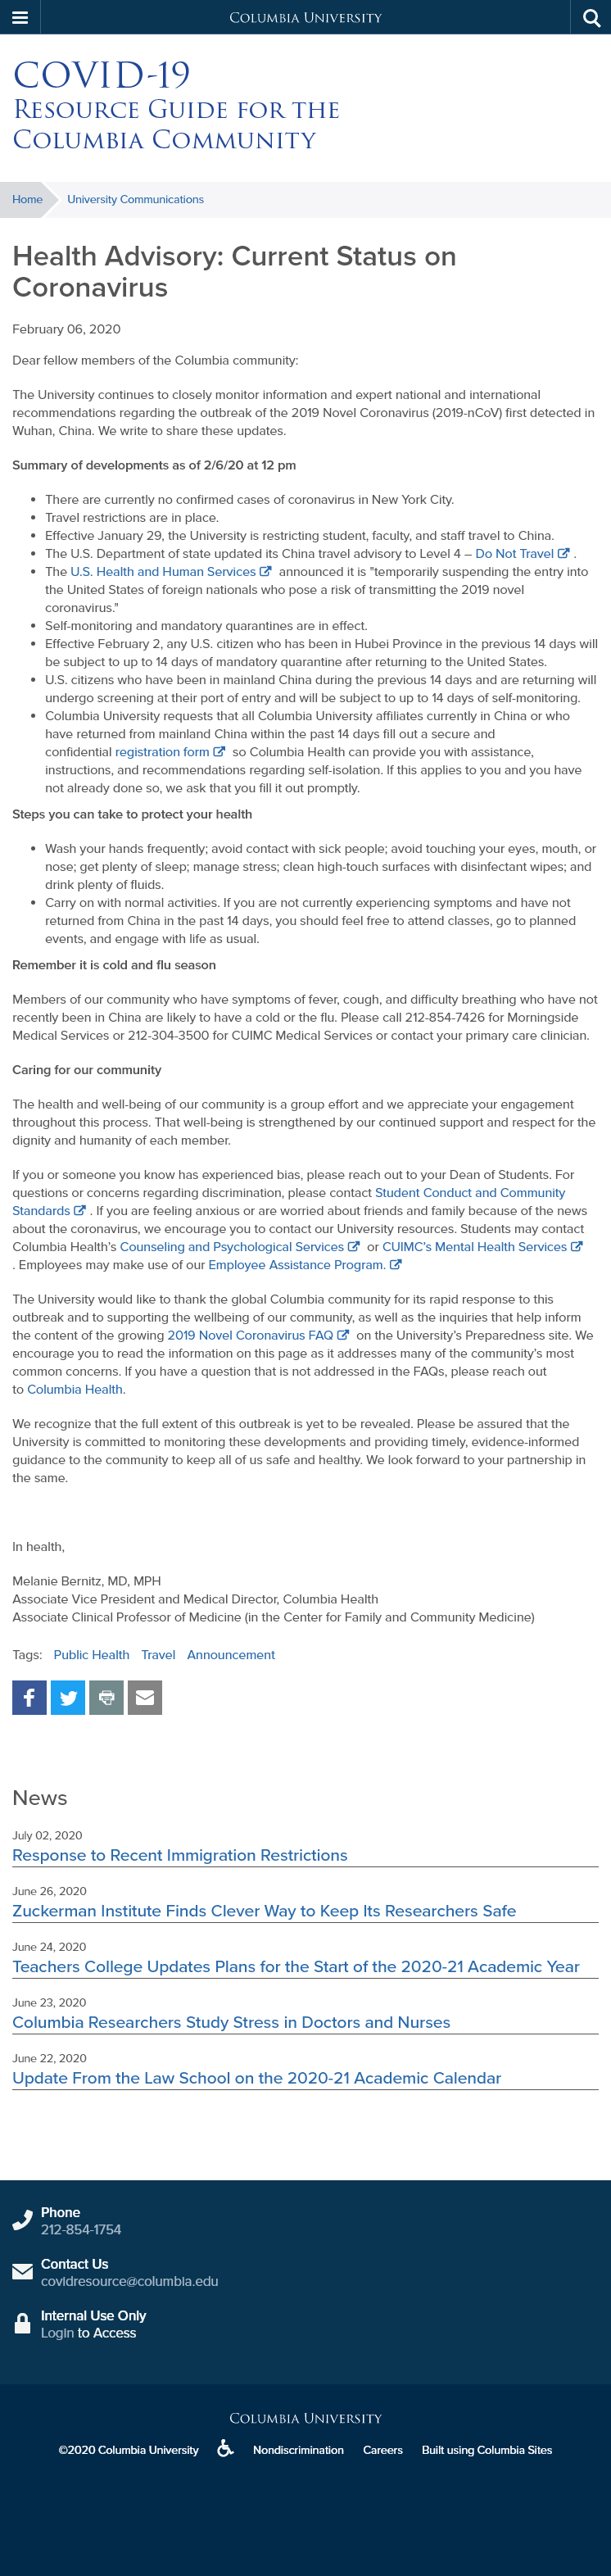 Columbia University
COVID-19
Resource Guide for the
Columbia Community
Home University Communications
Health Advisory: Current Status on
Coronavirus
February 06, 2020
Dear fellow members of the Columbia community:
The University continues to closely monitor information and expert national and international
recommendations regarding the outbreak of the 2019 Novel Coronavirus (2019-nCoV) first detected in
Wuhan, China. We write to share these updates.
Summary of developments as of 2/6/20 at 12 pm
• There are currently no confirmed cases of coronavirus in New York City.
• Travel restrictions are in place.
• Effective January 29, the University is restricting student, faculty, and staff travel to China.
• The U.S. Department of state updated its China travel advisory to Level 4 – Do Not Travel .
• The U.S. Health and Human Services announced it is "temporarily suspending the entry into
the United States of foreign nationals who pose a risk of transmitting the 2019 novel
coronavirus."
• Self-monitoring and mandatory quarantines are in effect.
• Effective February 2, any U.S. citizen who has been in Hubei Province in the previous 14 days will
be subject to up to 14 days of mandatory quarantine after returning to the United States.
• U.S. citizens who have been in mainland China during the previous 14 days and are returning will
undergo screening at their port of entry and will be subject to up to 14 days of self-monitoring.
• Columbia University requests that all Columbia University affiliates currently in China or who
have returned from mainland China within the past 14 days fill out a secure and
confidential registration form so Columbia Health can provide you with assistance,
instructions, and recommendations regarding self-isolation. If this applies to you and you have
not already done so, we ask that you fill it out promptly.
Steps you can take to protect your health
• Wash your hands frequently; avoid contact with sick people; avoid touching your eyes, mouth, or
nose; get plenty of sleep; manage stress; clean high-touch surfaces with disinfectant wipes; and
drink plenty of fluids.
• Carry on with normal activities. If you are not currently experiencing symptoms and have not
returned from China in the past 14 days, you should feel free to attend classes, go to planned
events, and engage with life as usual.
Remember it is cold and flu season
Members of our community who have symptoms of fever, cough, and difficulty breathing who have not
recently been in China are likely to have a cold or the flu. Please call 212-854-7426 for Morningside
Medical Services or 212-304-3500 for CUIMC Medical Services or contact your primary care clinician.
Caring for our community
The health and well-being of our community is a group effort and we appreciate your engagement
throughout this process. That well-being is strengthened by our continued support and respect for the
dignity and humanity of each member.
If you or someone you know has experienced bias, please reach out to your Dean of Students. For
questions or concerns regarding discrimination, please contact Student Conduct and Community
Standards . If you are feeling anxious or are worried about friends and family because of the news
about the coronavirus, we encourage you to contact our University resources. Students may contact
Columbia Health's Counseling and Psychological Services or CUIMC's Mental Health Services
. Employees may make use of our Employee Assistance Program.
The University would like to thank the global Columbia community for its rapid response to this
outbreak and to supporting the wellbeing of our community, as well as the inquiries that help inform
the content of the growing 2019 Novel Coronavirus FAQ on the University's Preparedness site. We
encourage you to read the information on this page as it addresses many of the community's most
common concerns. If you have a question that is not addressed in the FAQs, please reach out
to Columbia Health.
We recognize that the full extent of this outbreak is yet to be revealed. Please be assured that the
University is committed to monitoring these developments and providing timely, evidence-informed
guidance to the community to keep all of us safe and healthy. We look forward to your partnership in
the same.
In health,
Melanie Bernitz, MD, MPH
Associate Vice President and Medical Director, Columbia Health
Associate Clinical Professor of Medicine (in the Center for Family and Community Medicine)
Tags: Public Health Travel Announcement
News
July 02, 2020
Response to Recent Immigration Restrictions
June 26, 2020
Zuckerman Institute Finds Clever Way to Keep Its Researchers Safe
June 24, 2020
Teachers College Updates Plans for the Start of the 2020-21 Academic Year
June 23, 2020
Columbia Researchers Study Stress in Doctors and Nurses
June 22, 2020
Update From the Law School on the 2020-21 Academic Calendar
Phone
212-854-1754
Contact Us
covidresource@columbia.edu
Internal Use Only
Login to Access
Columbia University
©2020 Columbia University Nondiscrimination Careers Built using Columbia Sites